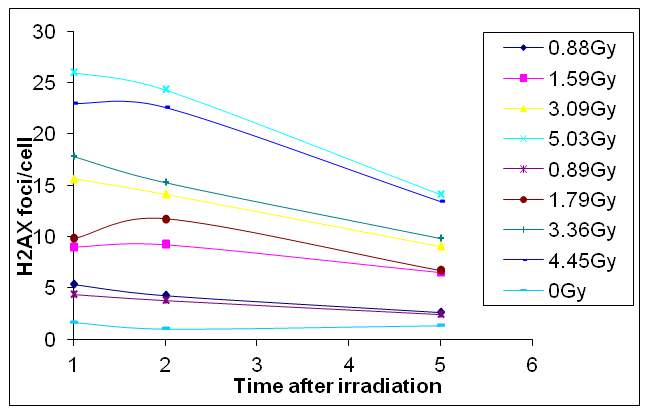 30
25
20
15
10
5
0
H2AX foci/cell
1
2
3
4
5
6
Time after irradiation
0.88Gy
1.59Gy
3.09Gy
5.03Gy
0.89Gy
1.79Gy
3.36Gy
4.45Gy
0Gy